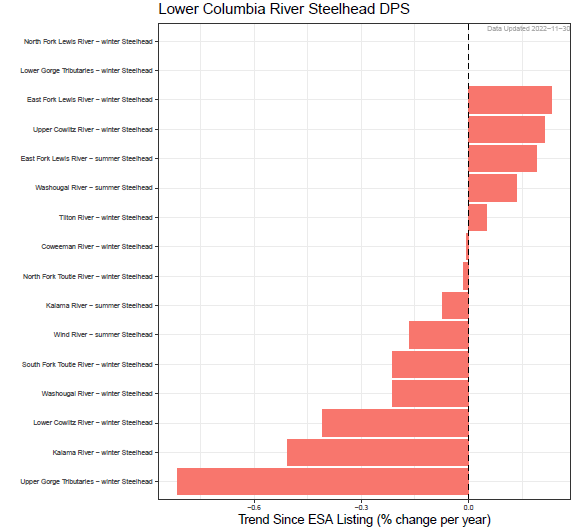 Lower Columbia River Steelhead DPS
Data Updated 2022−11−30
North Fork Lewis River − winter Steelhead
Lower Gorge Tributaries − winter Steelhead
East Fork Lewis River − winter Steelhead
Upper Cowlitz River − winter Steelhead
East Fork Lewis River − summer Steelhead
Washougal River − summer Steelhead
Tilton River − winter Steelhead
Coweeman River − winter Steelhead
North Fork Toutle River − winter Steelhead
Kalama River − summer Steelhead
Wind River − summer Steelhead
South Fork Toutle River − winter Steelhead
Washougal River − winter Steelhead
Lower Cowlitz River − winter Steelhead
Kalama River − winter Steelhead
Upper Gorge Tributaries − winter Steelhead
−0.6 −0.3 0.0
Trend Since ESA Listing (% change per year)